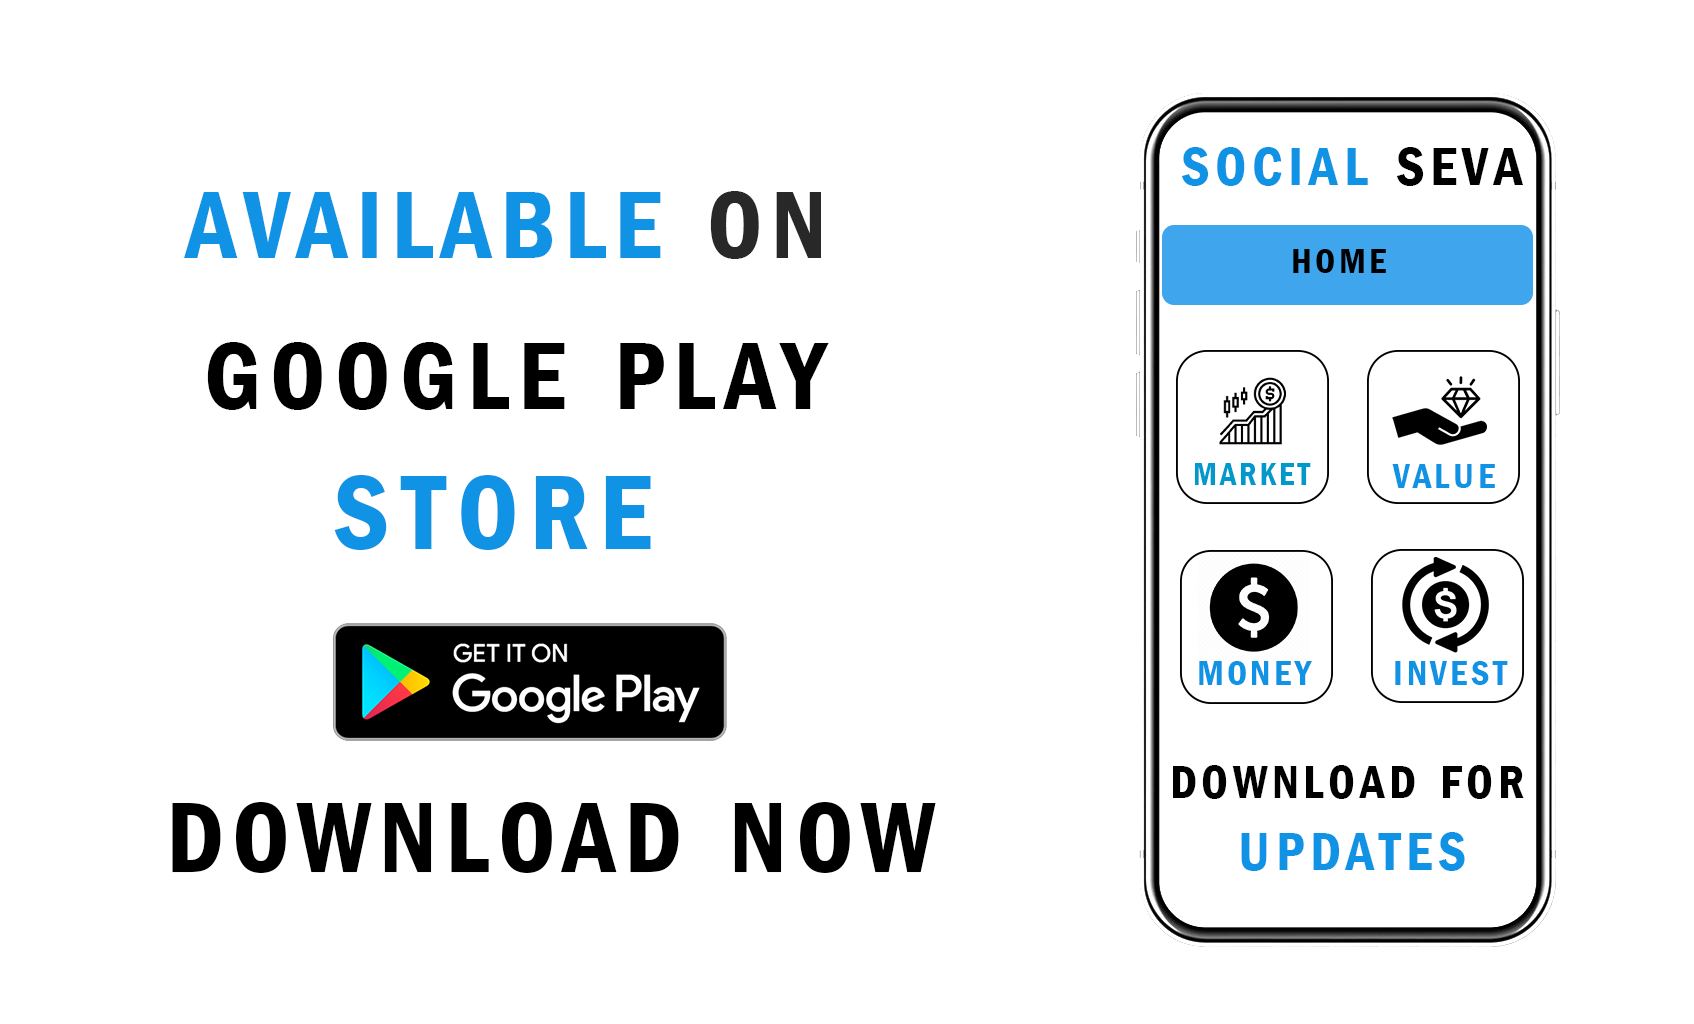 AVAILABLE ON
GOOGLE PLAY
STORE
GET IT ON
Google Play
DOWNLOAD NOW
SOCIAL SEVA
HOME
MARKET
VALUE
MONEY
INVEST
DOWNLOAD FOR
UPDATES